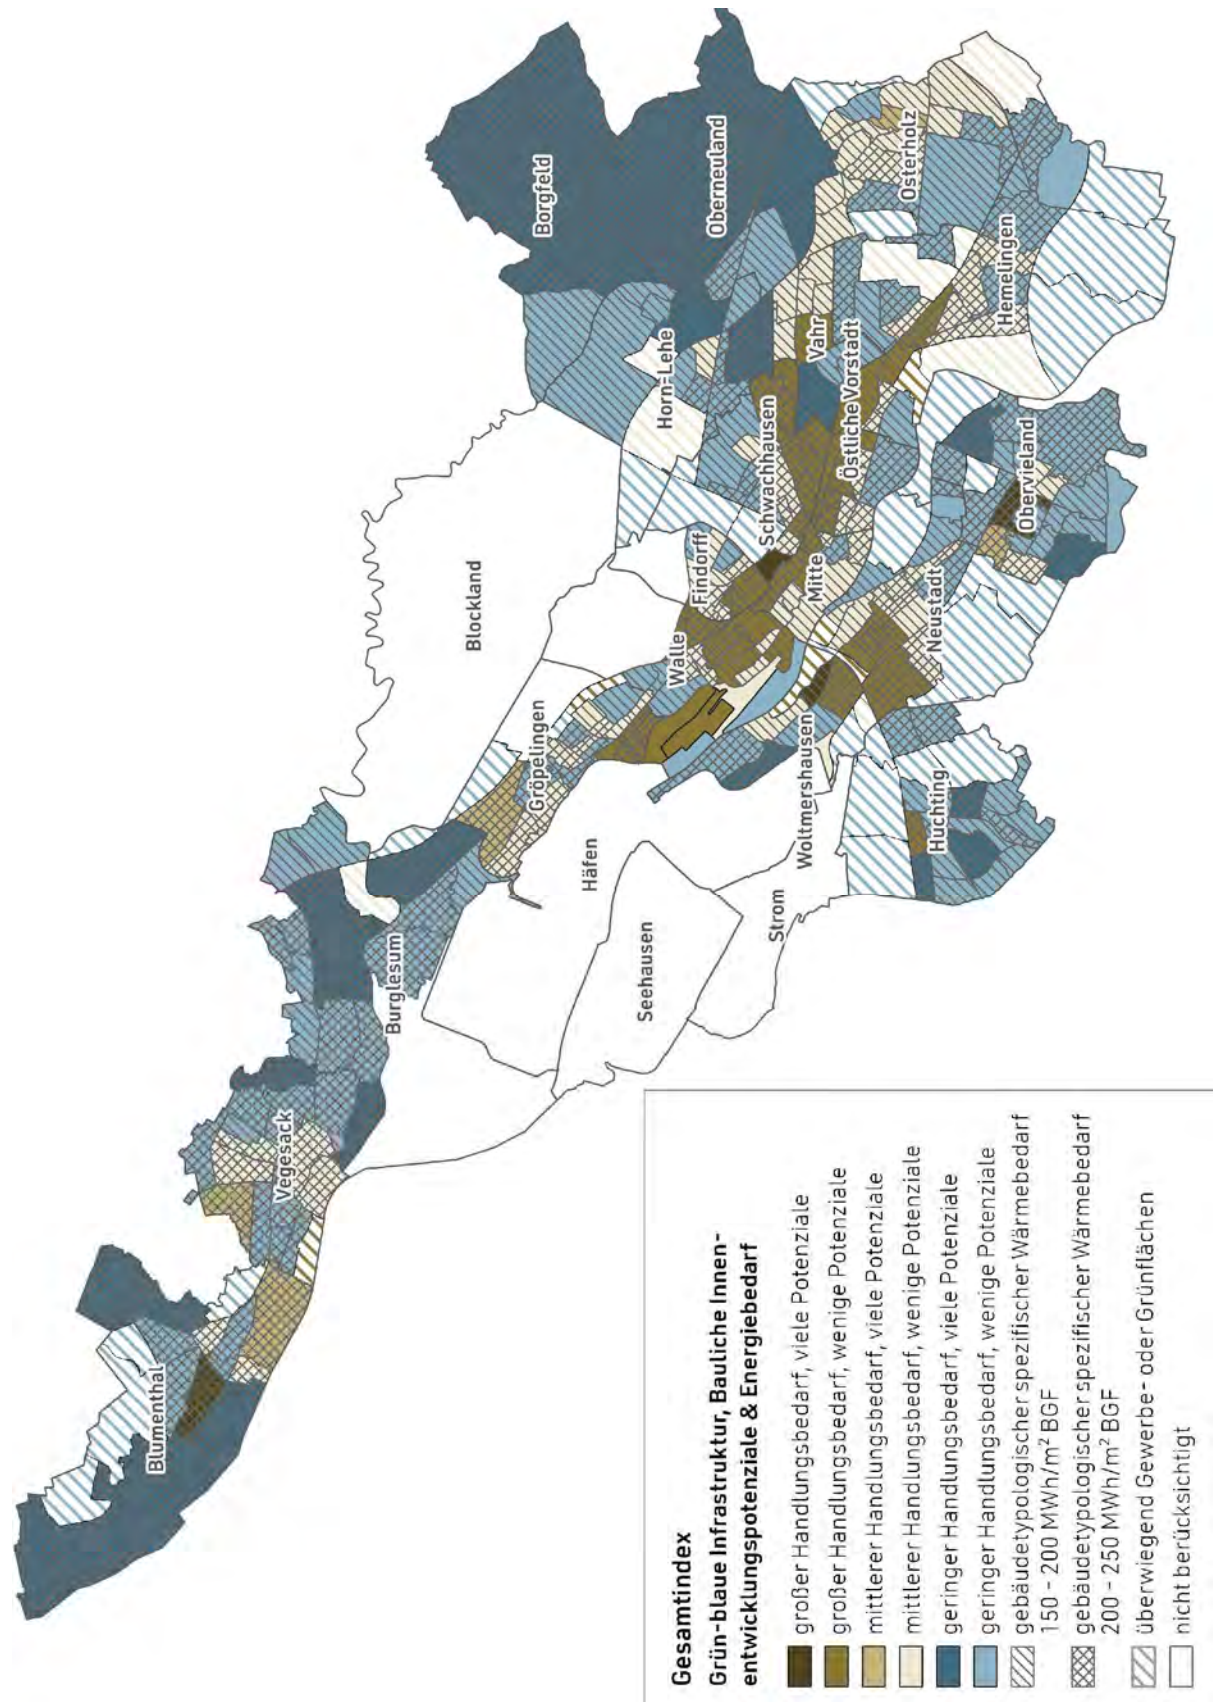 Gesamtindex
Grün-blaue Infrastruktur, Bauliche Innen-
entwicklungspotenziale & Energiebedarf
großer Handlungsbedarf, viele Potenziale
großer Handlungsbedarf, wenige Potenziale
mittlerer Handlungsbedarf, viele Potenziale
mittlerer Handlungsbedarf, wenige Potenziale
geringer Handlungsbedarf, viele Potenziale
geringer Handlungsbedarf, wenige Potenziale
gebäudetypologischer spezifischer Wärmebedarf
150 - 200 MWh/m² BGF
gebäudetypologischer spezifischer Wärmebedarf
200 - 250 MWh/m² BGF
überwiegend Gewerbe- oder Grünflächen
nicht berücksichtigt
Blumenthal
Vegesack
Burglesum
Blockland
Gröpelingen
Häfen
Seehausen
Strom
Walle
Findorff
Woltmershausen
Huchting
Mitte
Neustadt
Schwachhausen
Östliche Vorstadt
Obervieland
Horn-Lehe
Vahr
Borgfeld
Oberneuland
Osterholz
Hemelingen